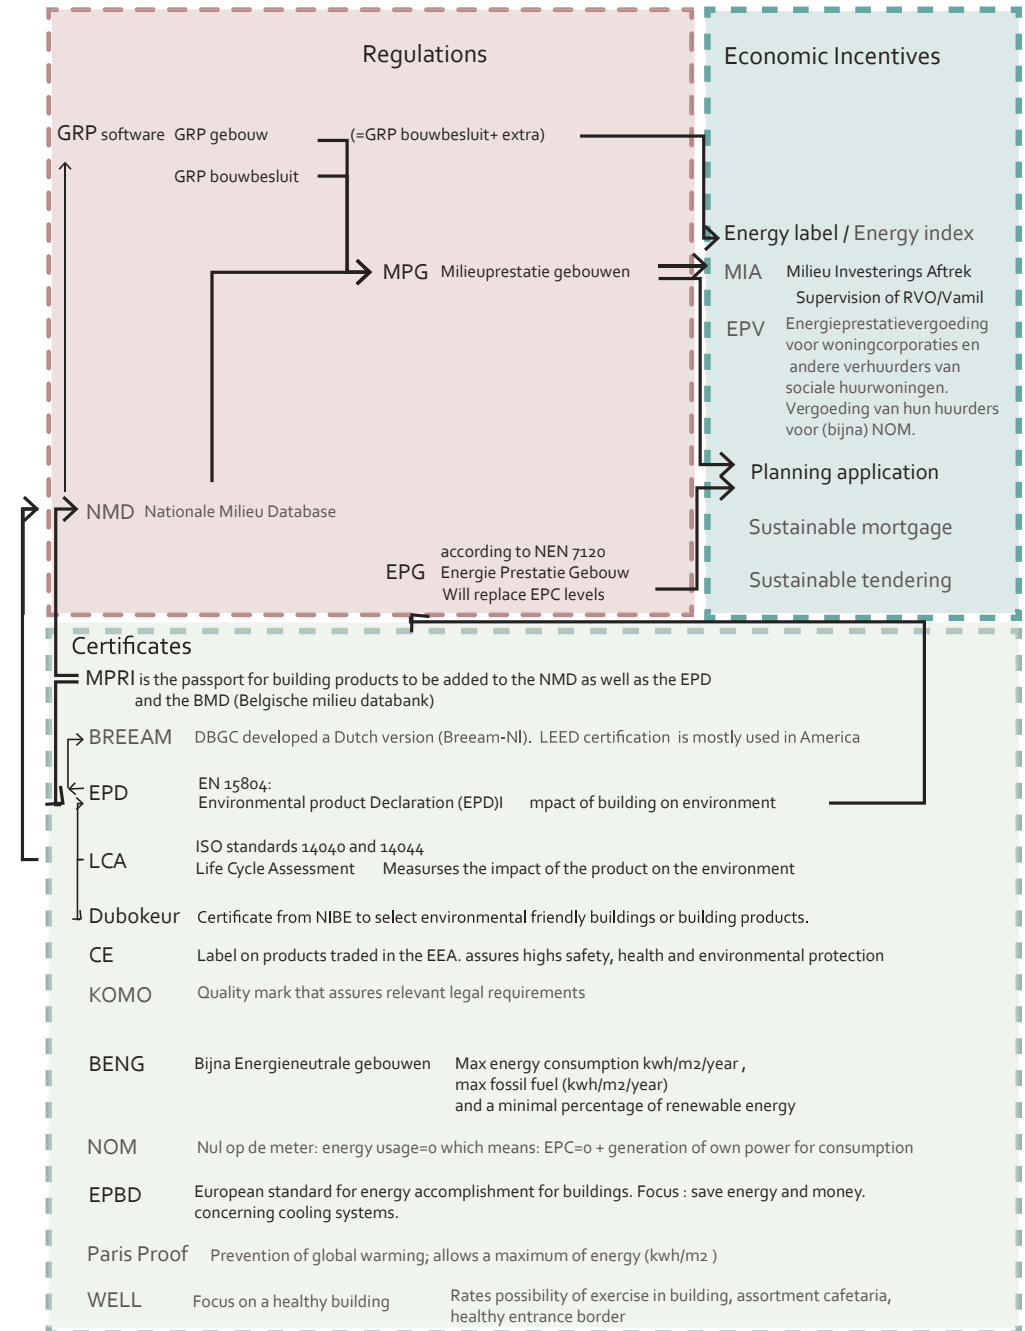 Regulations
Economic Incentives
GRP software GRP gebouw (=GRP bouwbesluit+ extra)
GRP bouwbesluit
Energy label / Energy index
MPG Milieuprestatie gebouwen
MIA Milieu Investerings Aftrek
Supervision of RVO/Vamil
EPV Energieprestatievergoeding
voor woningcorporaties en
andere verhuurders van
sociale huurwoningen.
Vergoeding van hun huurders
voor (bijna) NOM.
Planning application
NMD Nationale Milieu Database
Sustainable mortgage
according to NEN 7120
EPG Energie Prestatie Gebouw
Will replace EPC levels
Sustainable tendering
Certificates
MPRI is the passport for building products to be added to the NMD as well as the EPD
and the BMD (Belgische milieu databank)
BREEAM DBGC developed a Dutch version (Breeam-Nl). LEED certification is mostly used in America
EPD EN 15804:
Environmental product Declaration (EPD)I mpact of building on environment
LCA ISO standards 14040 and 14044
Life Cycle Assessment Measurses the impact of the product on the environment
Dubokeur Certificate from NIBE to select environmental friendly buildings or building products.
CE Label on products traded in the EEA. assures highs safety, health and environmental protection
KOMO Quality mark that assures relevant legal requirements
BENG Bijna Energieneutrale gebouwen Max energy consumption kwh/m2/year ,
max fossil fuel (kwh/m2/year)
and a minimal percentage of renewable energy
NOM Nul op de meter: energy usage=0 which means: EPC=0 + generation of own power for consumption
EPBD European standard for energy accomplishment for buildings. Focus : save energy and money.
concerning cooling systems.
Paris Proof Prevention of global warming; allows a maximum of energy (kwh/m2 )
WELL Focus on a healthy building Rates possibility of exercise in building, assortment cafetaria,
healthy entrance border